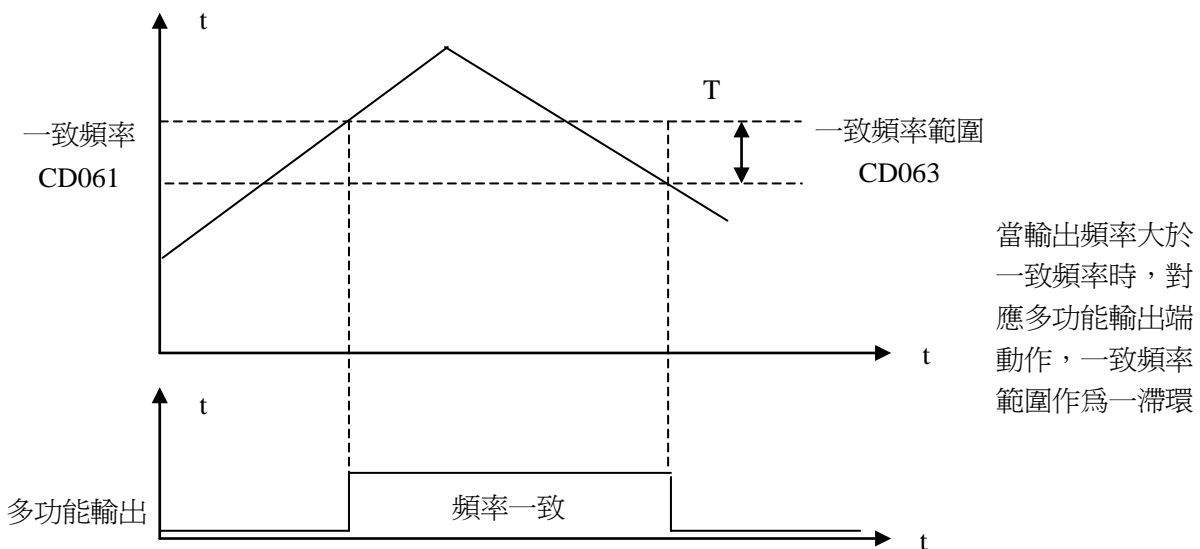 t
T
一致頻率
CD061
一致頻率範圍
CD063
當輸出頻率大於
一致頻率時，對
應多功能輸出端
動作，一致頻率
範圍作爲一滯環
t
t
多功能輸出
頻率一致
t